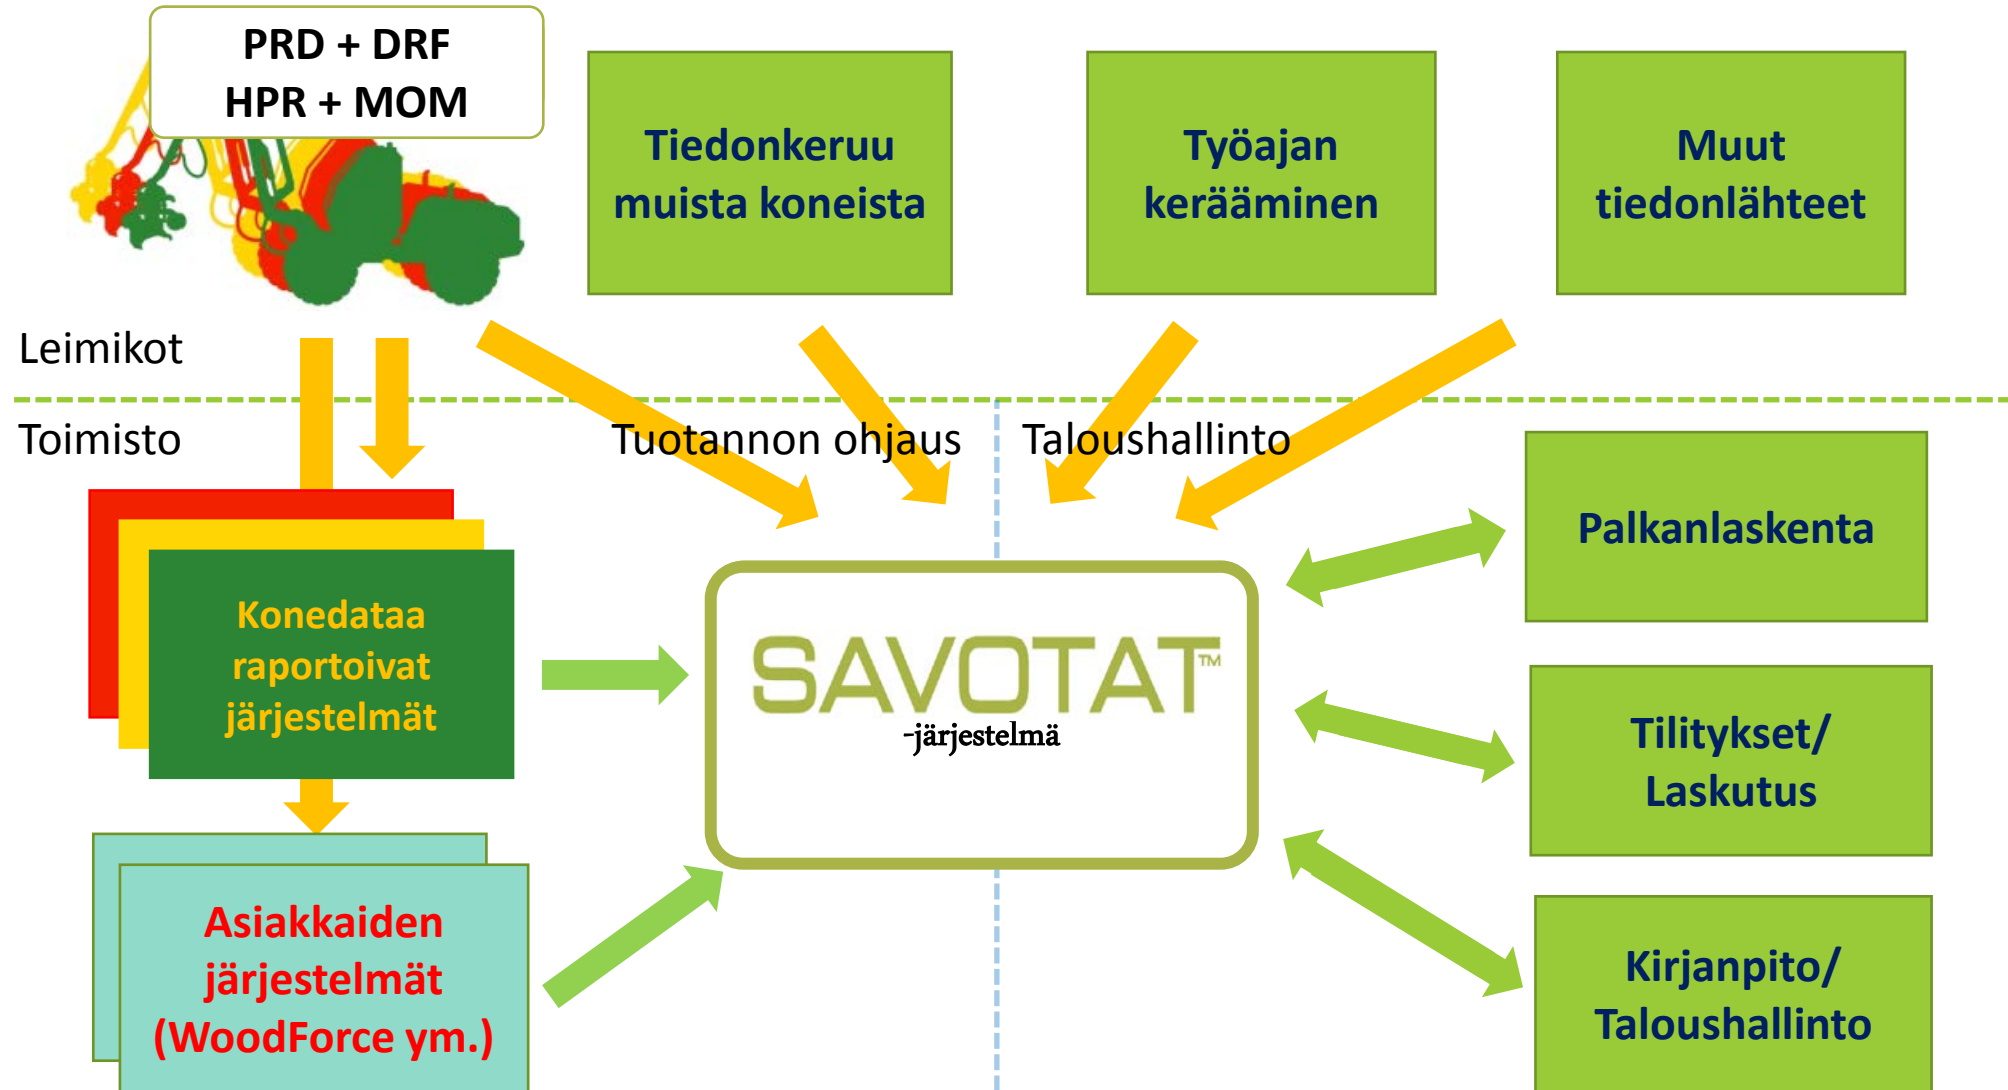 PRD + DRF
HPR + MOM
Tiedonkeruu
muista koneista
Työajan
kerääminen
Muut
tiedonlähteet
Leimikot
Toimisto
Tuotannon ohjaus
Taloushallinto
Konedataa
raportoivat
järjestelmät
SAVOTAT™
-järjestelmä
Palkanlaskenta
Tilitykset/
Laskutus
Asiakkaiden
järjestelmät
(WoodForce ym.)
Kirjanpito/
Taloushallinto